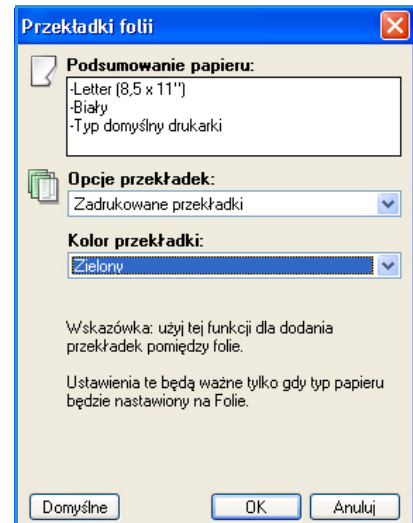 Przekładki folii
Podsumowanie papieru:
-Letter (8,5 x 11'')
-Biały
-Typ domyślny drukarki
Opcje przekładek:
Zadrukowane przekładki
Kolor przekładki:
Zielony
Wskazówka: użyj tej funkcji dla dodania
przekładek pomiędzy folie.
Ustawienia te będą ważne tylko gdy typ papieru
będzie nastawiony na Folie.
Domyślne OK Anuluj